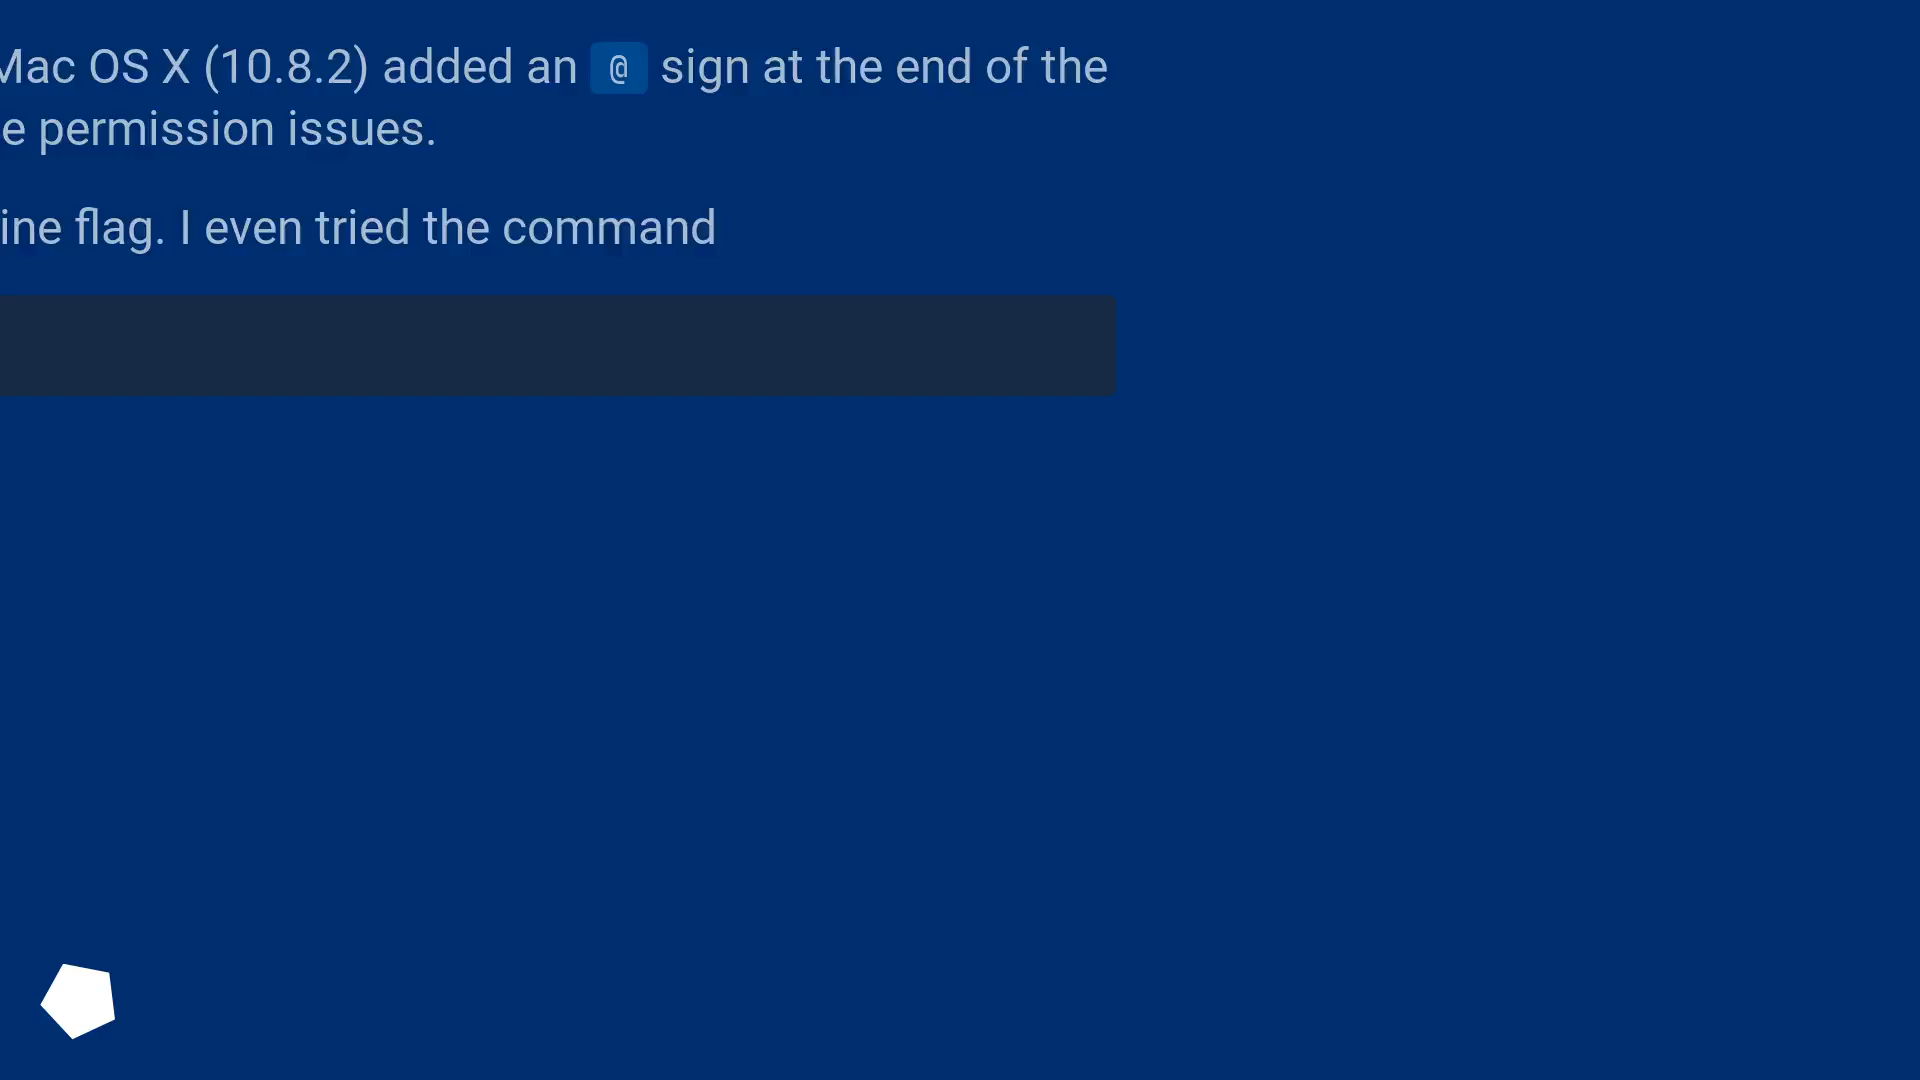 Mac OS X (10.8.2) added an @ sign at the end of the
e permission issues.
ine flag. I even tried the command